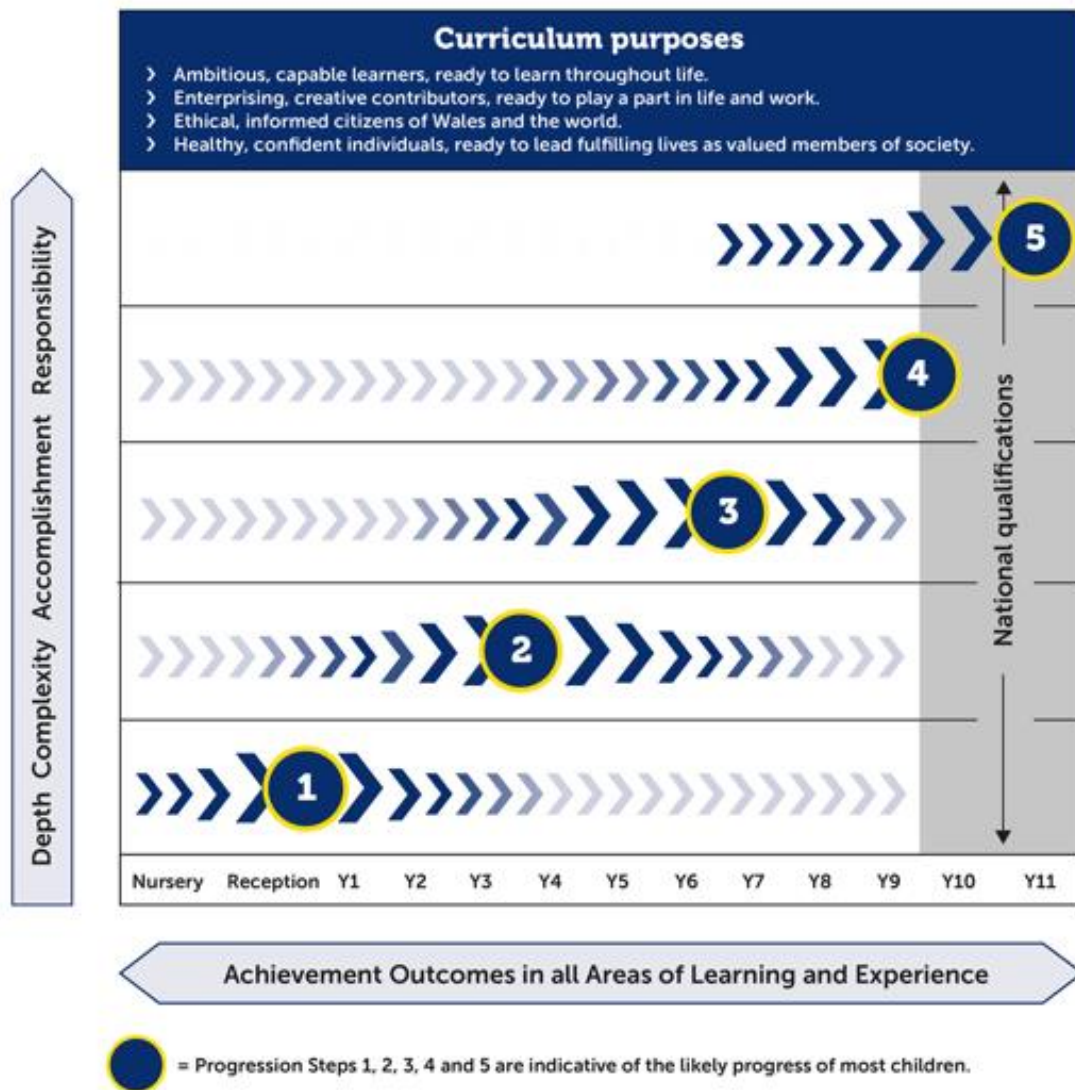 Curriculum purposes
› Ambitious, capable learners, ready to learn throughout life.
› Enterprising, creative contributors, ready to play a part in life and work.
› Ethical, informed citizens of Wales and the world.
› Healthy, confident individuals, ready to lead fulfilling lives as valued members of society.
Depth Complexity Accomplishment Responsibility
5
4
3
2
1
National qualifications
Nursery Reception Y1 Y2 Y3 Y4 Y5 Y6 Y7 Y8 Y9 Y10 Y11
Achievement Outcomes in all Areas of Learning and Experience
= Progression Steps 1, 2, 3, 4 and 5 are indicative of the likely progress of most children.